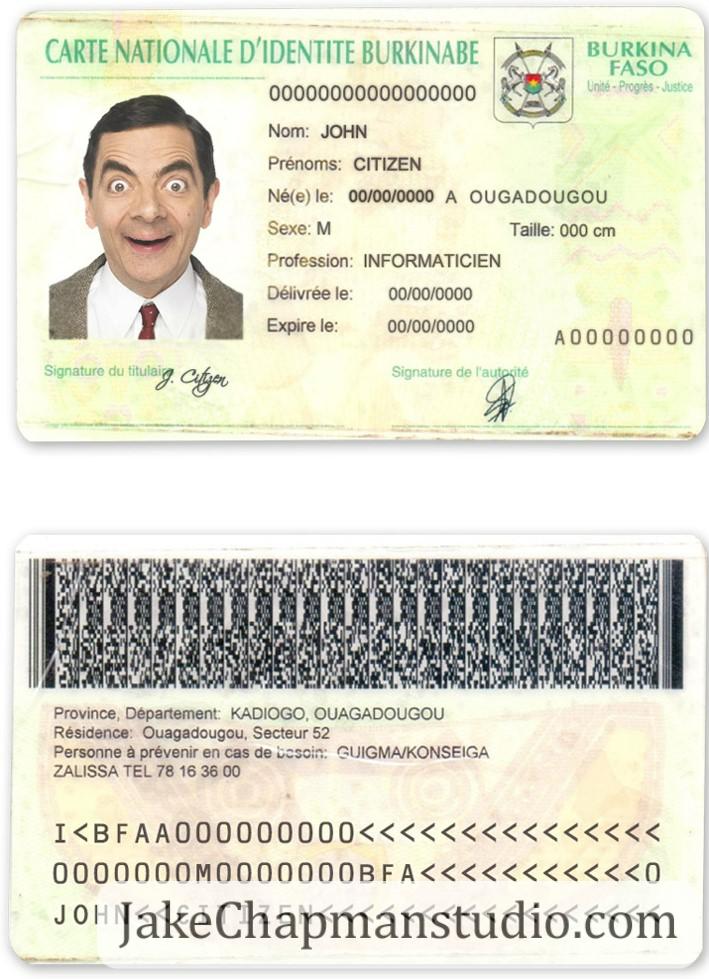 CARTE NATIONALE D'IDENTITE BURKINABE
BURKINA
FASO
Unité - Progrès - Justice
00000000000000000
Nom: JOHN
Prénoms: CITIZEN
Né(e) le: 00/00/0000 A OUGADOUGOU
Sexe: M Taille: 000 cm
Profession: INFORMATICIEN
Délivrée le: 00/00/0000
Expire le: 00/00/0000
A00000000
Signature du titulaire J. Citizen
Signature de l'autorité
Province, Département: KADIOGO, OUAGADOUGOU
Résidence: Ouagadougou, Secteur 52
Personne à prévenir en cas de besoin: GUIGMA/KONSEIGA
ZALISSA TEL 78 16 36 00
I<BFAA000000000<<<<<<<<<<<<<<<
0000000M0000000BFA<<<<<<<<<<<0
JOHN<<CITIZEN<<<<<<<<<<<<<<<<<
JakeChapmanstudio.com